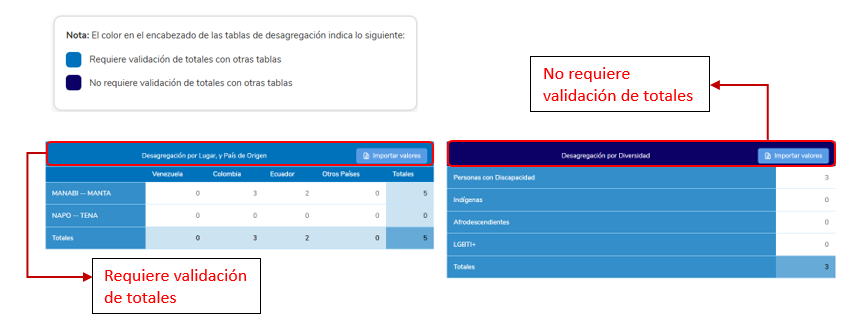 Nota: El color en el encabezado de las tablas de desagregación indica lo siguiente:
Requiere validación de totales con otras tablas
No requiere validación de totales con otras tablas
No requiere
validación de totales
Desagregación por Lugar, y País de Origen Importar valores
Venezuela Colombia Ecuador Otros Países Totales
MANABI -- MANTA 0 3 2 0 5
NAPO -- TENA 0 0 0 0 0
Totales 0 3 2 0 5
Requiere validación
de totales
Desagregación por Diversidad Importar valores
Personas con Discapacidad 3
Indígenas 0
Afrodescendientes 0
LGBTI+ 0
Totales 3